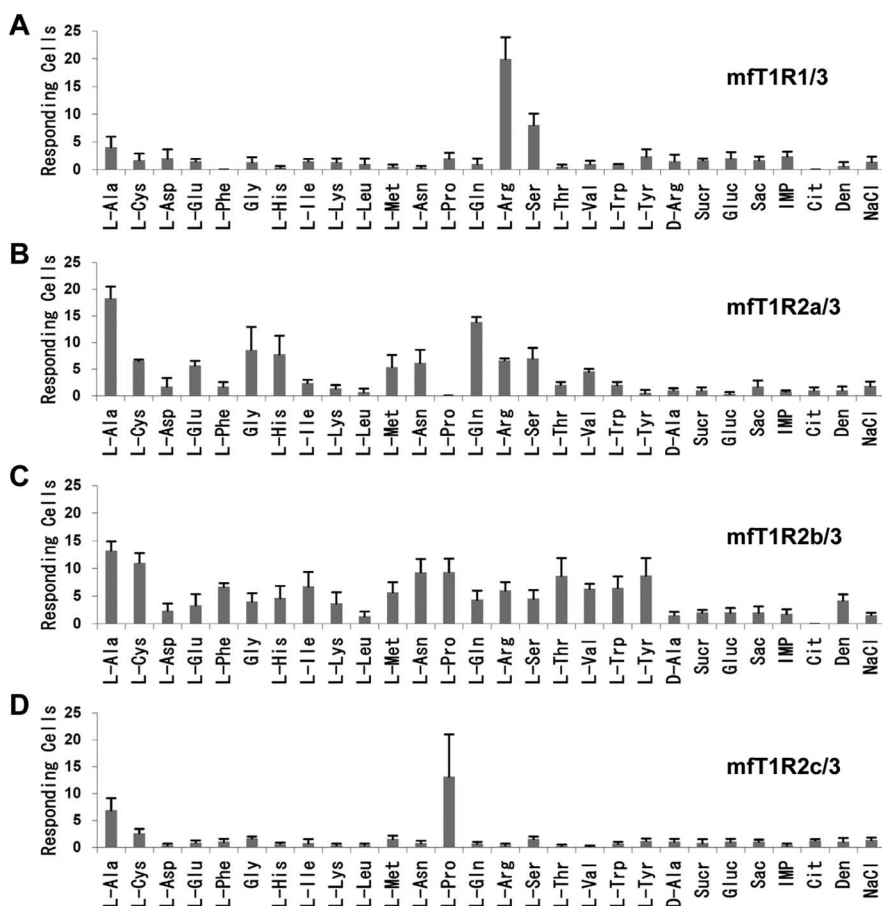 A
Responding Cells
25
20
15
10
5
0
mfT1R1/3
L-Ala L-Cys L-Asp L-Glu L-Phe Gly L-His L-Ile L-Lys L-Leu L-Met L-Asn L-Pro L-Gln L-Arg L-Ser L-Thr L-Val L-Trp L-Tyr D-Arg Sucr Gluc Sac IMP Cit Den NaCl
B
Responding Cells
25
20
15
10
5
0
mfT1R2a/3
L-Ala L-Cys L-Asp L-Glu L-Phe Gly L-His L-Ile L-Lys L-Leu L-Met L-Asn L-Pro L-Gln L-Arg L-Ser L-Thr L-Val L-Trp L-Tyr D-Ala Sucr Gluc Sac IMP Cit Den NaCl
C
Responding Cells
25
20
15
10
5
0
mfT1R2b/3
L-Ala L-Cys L-Asp L-Glu L-Phe Gly L-His L-Ile L-Lys L-Leu L-Met L-Asn L-Pro L-Gln L-Arg L-Ser L-Thr L-Val L-Trp L-Tyr D-Ala Sucr Gluc Sac IMP Cit Den NaCl
D
Responding Cells
25
20
15
10
5
0
mfT1R2c/3
L-Ala L-Cys L-Asp L-Glu L-Phe Gly L-His L-Ile L-Lys L-Leu L-Met L-Asn L-Pro L-Gln L-Arg L-Ser L-Thr L-Val L-Trp L-Tyr D-Ala Sucr Gluc Sac IMP Cit Den NaCl